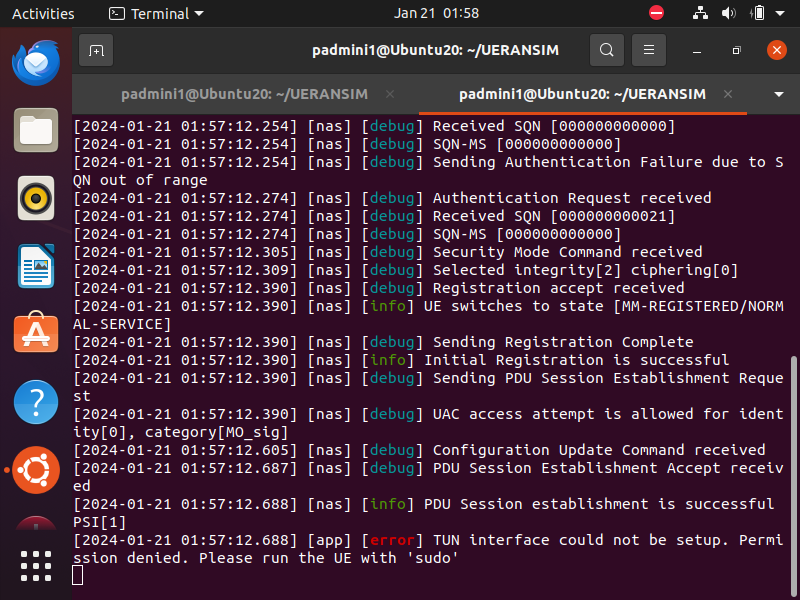 Activities
Terminal
Jan 21 01:58
padmini1@Ubuntu20: ~/UERANSIM
padmini1@Ubuntu20: ~/UERANSIM
padmini1@Ubuntu20: ~/UERANSIM
[2024-01-21 01:57:12.254] [nas] [debug] Received SQN [000000000000]
[2024-01-21 01:57:12.254] [nas] [debug] SQN-MS [000000000000]
[2024-01-21 01:57:12.254] [nas] [debug] Sending Authentication Failure due to S
QN out of range
[2024-01-21 01:57:12.274] [nas] [debug] Authentication Request received
[2024-01-21 01:57:12.274] [nas] [debug] Received SQN [000000000021]
[2024-01-21 01:57:12.274] [nas] [debug] SQN-MS [000000000000]
[2024-01-21 01:57:12.305] [nas] [debug] Security Mode Command received
[2024-01-21 01:57:12.309] [nas] [debug] Selected integrity[2] ciphering[0]
[2024-01-21 01:57:12.390] [nas] [debug] Registration accept received
[2024-01-21 01:57:12.390] [nas] [info] UE switches to state [MM-REGISTERED/NORM
AL-SERVICE]
[2024-01-21 01:57:12.390] [nas] [debug] Sending Registration Complete
[2024-01-21 01:57:12.390] [nas] [info] Initial Registration is successful
[2024-01-21 01:57:12.390] [nas] [debug] Sending PDU Session Establishment Reque
st
[2024-01-21 01:57:12.390] [nas] [debug] UAC access attempt is allowed for ident
ity[0], category[MO_sig]
[2024-01-21 01:57:12.605] [nas] [debug] Configuration Update Command received
[2024-01-21 01:57:12.687] [nas] [debug] PDU Session Establishment Accept receiv
ed
[2024-01-21 01:57:12.688] [nas] [info] PDU Session establishment is successful
PSI[1]
[2024-01-21 01:57:12.688] [app] [error] TUN interface could not be setup. Permi
ssion denied. Please run the UE with 'sudo'